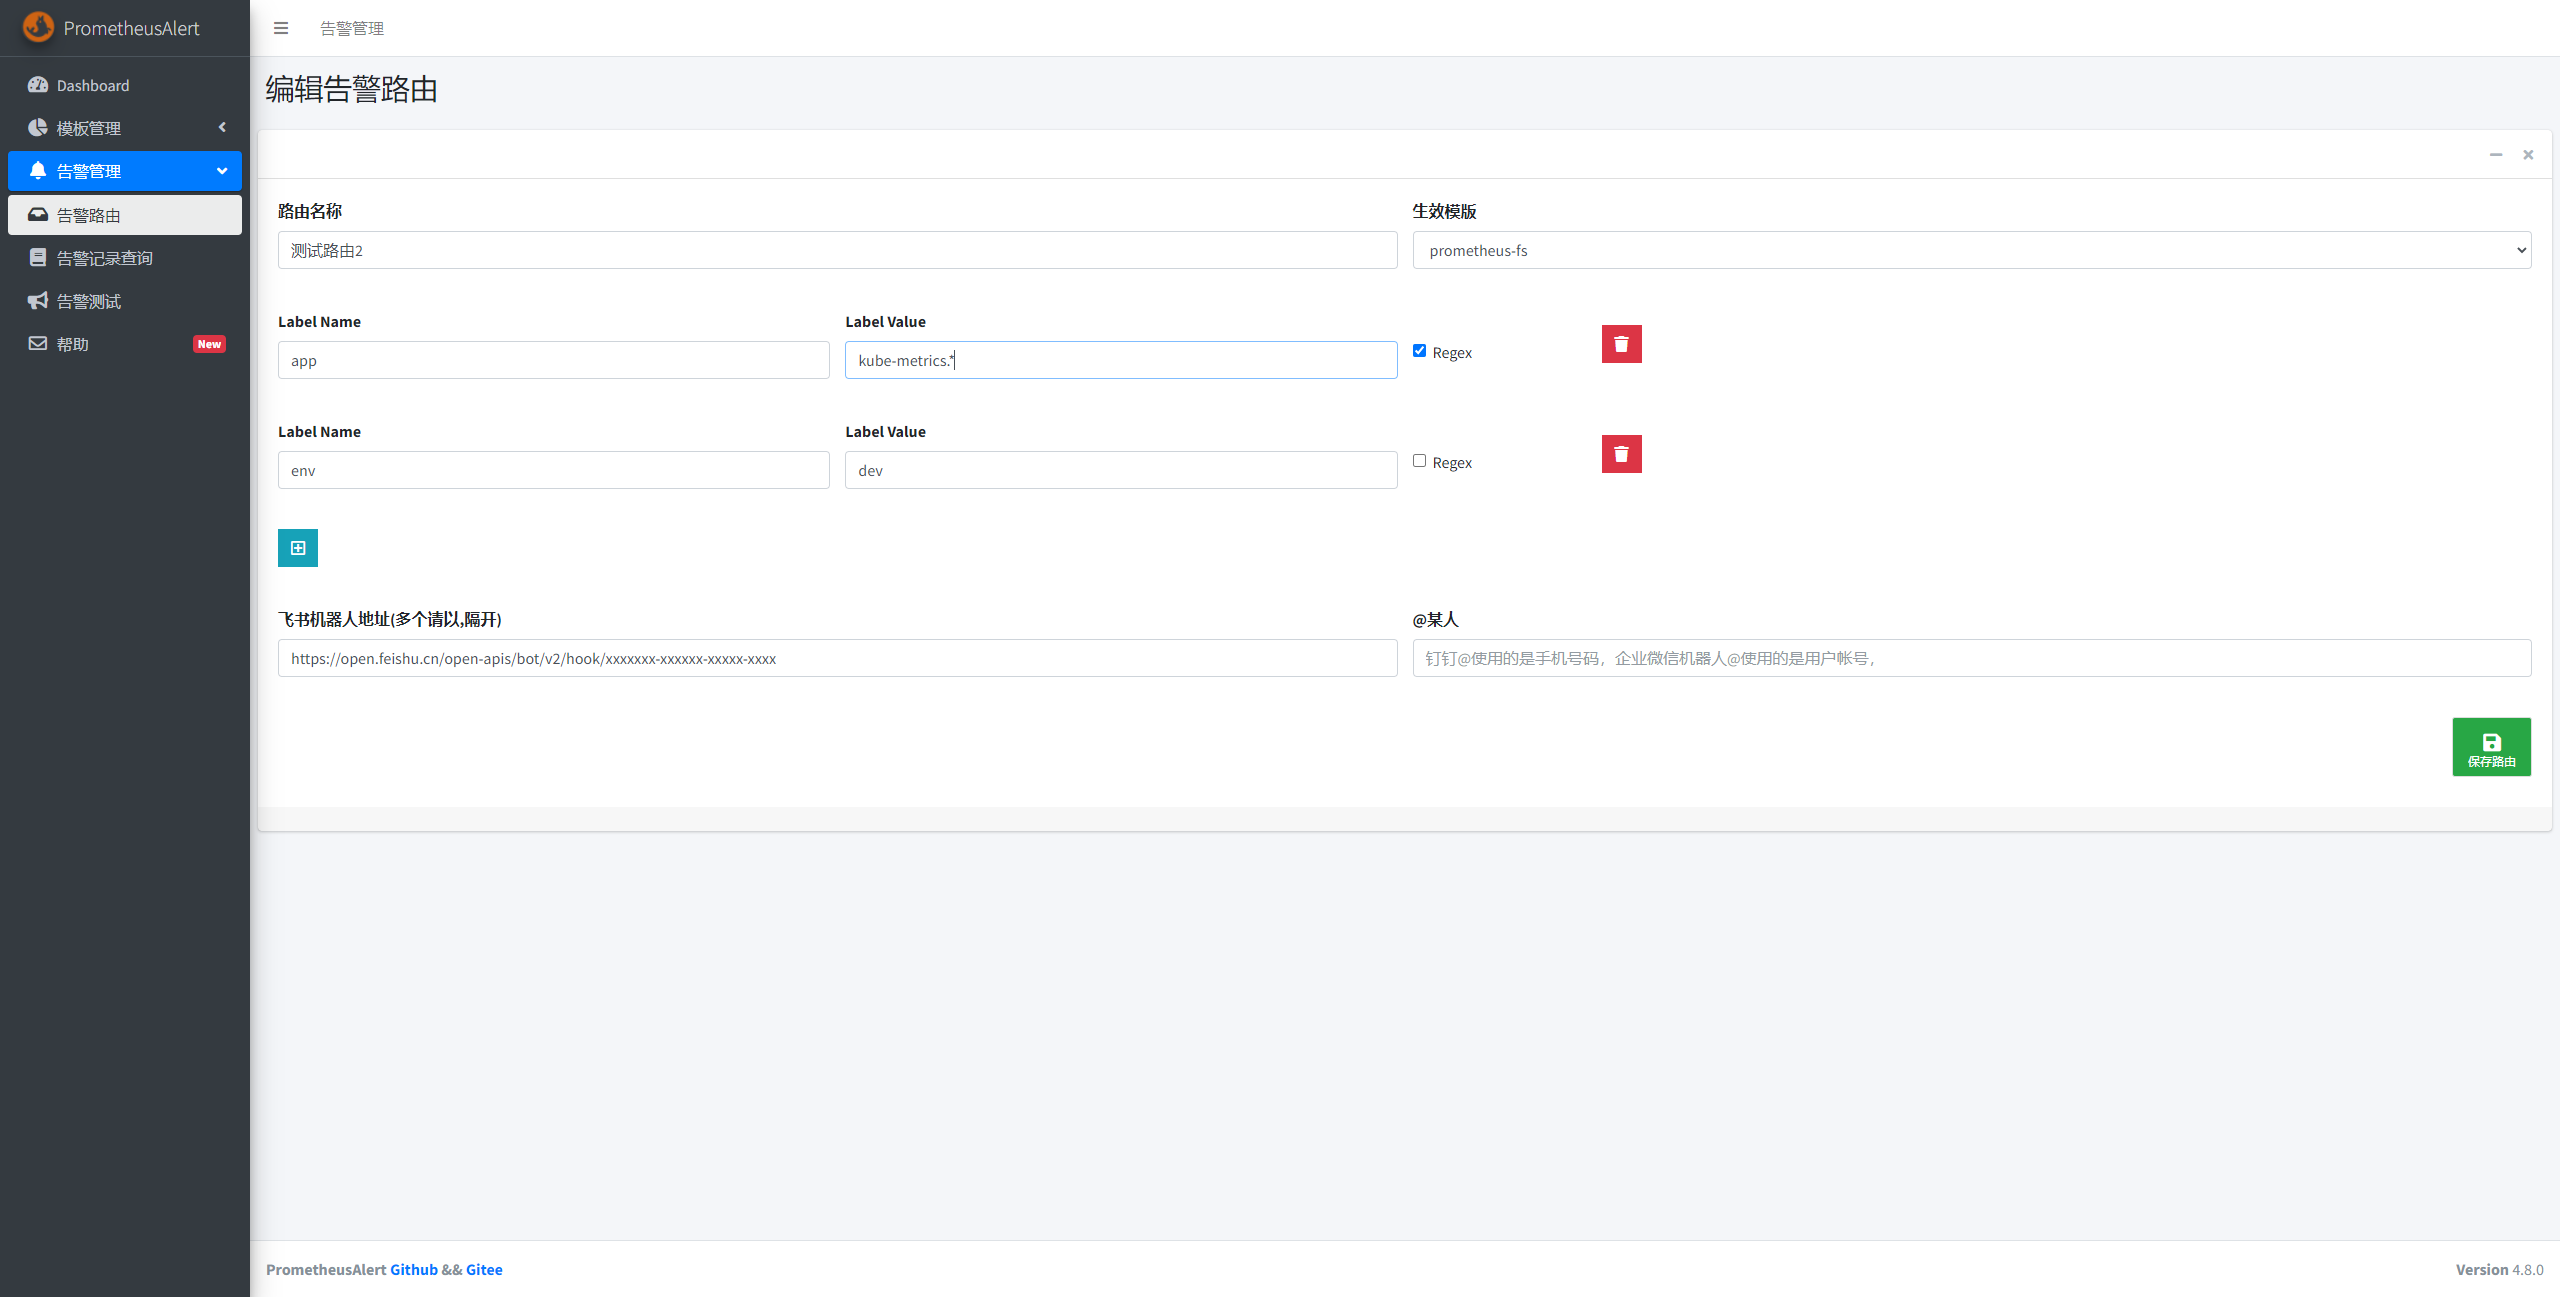 PrometheusAlert
告警管理
Dashboard
模板管理
告警管理
告警路由
告警记录查询
告警测试
帮助 New
编辑告警路由
路由名称 生效模版
测试路由2 prometheus-fs
Label Name Label Value
app kube-metrics.* Regex
Label Name Label Value
env dev Regex
飞书机器人地址(多个请以,隔开) @某人
https://open.feishu.cn/open-apis/bot/v2/hook/xxxxxxx-xxxxxx-xxxxx-xxxx 钉钉@使用的是手机号码，企业微信机器人@使用的是用户帐号，
保存路由
PrometheusAlert Github && Gitee Version 4.8.0